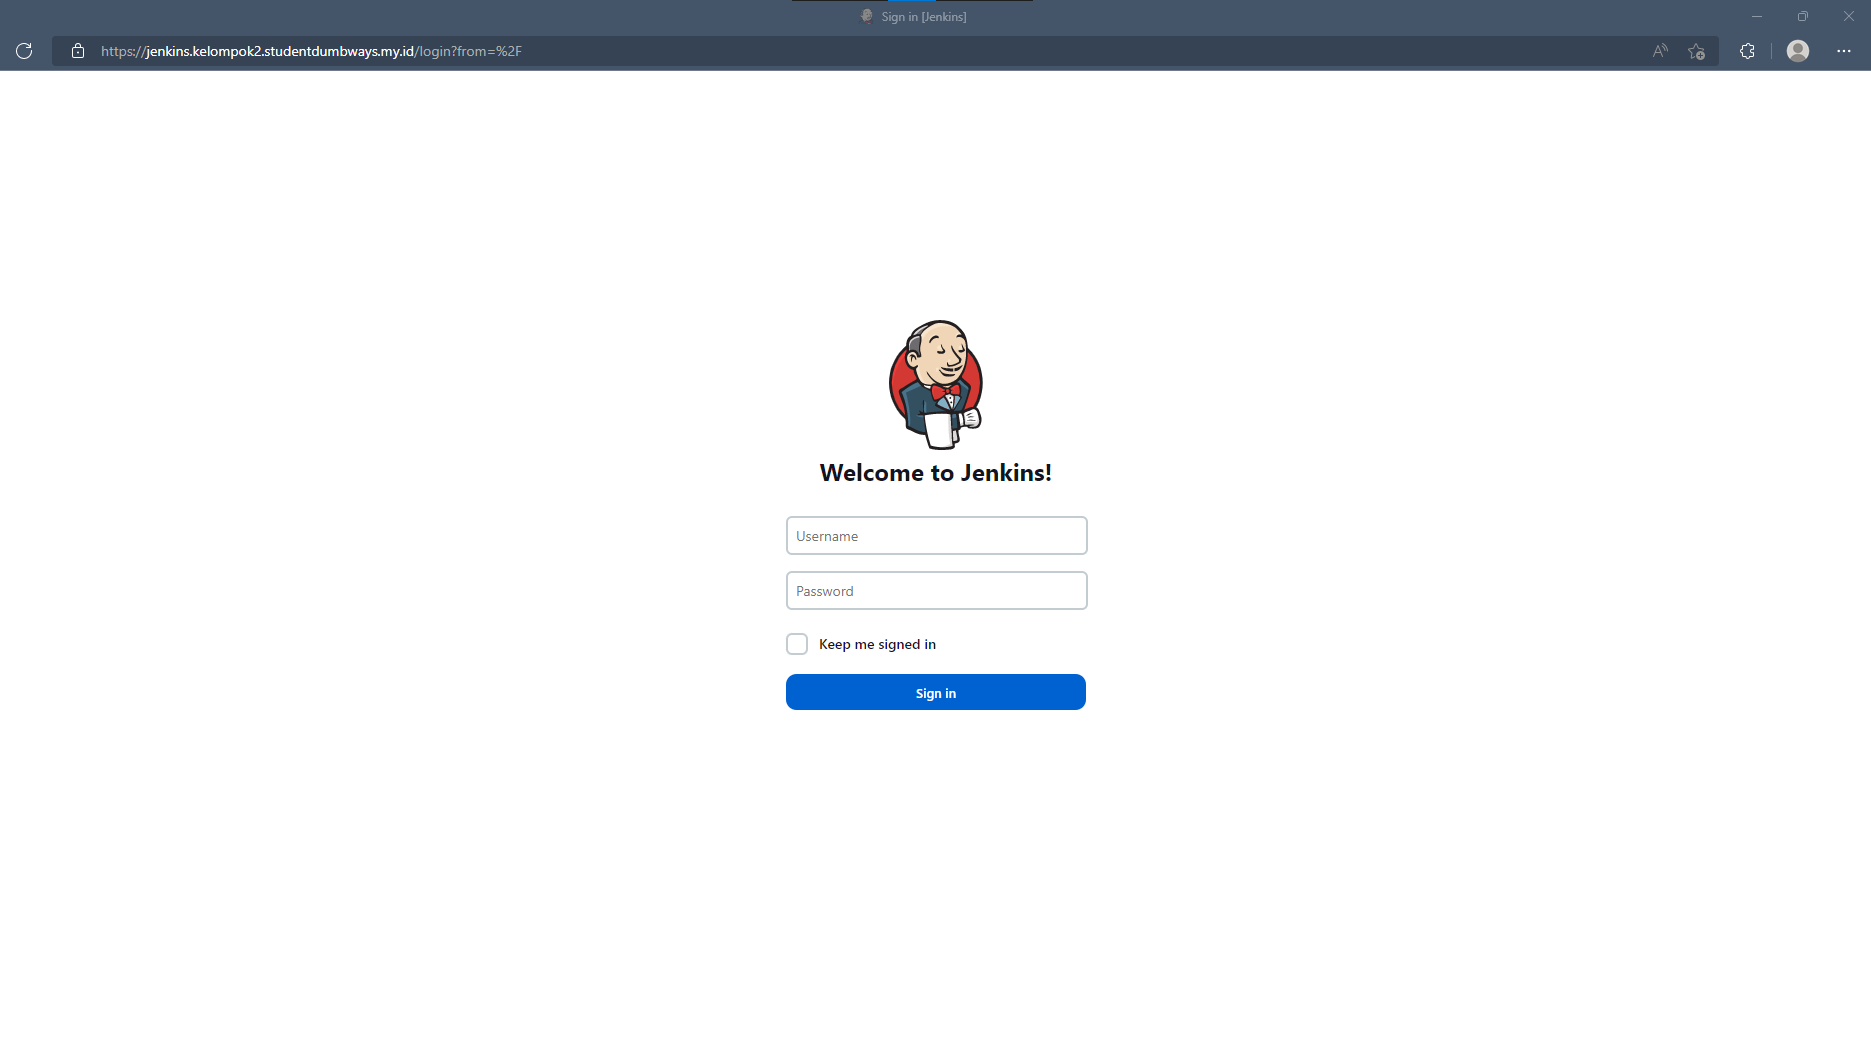 Sign in [Jenkins]
https://jenkins.kelompok2.studentdumbways.my.id/login?from=%2F
Welcome to Jenkins!
Username
Password
Keep me signed in
Sign in